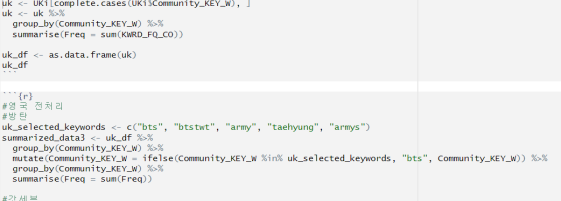 uk <- UKi[complete.cases(UKi$Community_KEY_W), ]
uk <- uk %>%
  group_by(Community_KEY_W) %>%
  summarise(Freq = sum(KWRD_FQ_CO))

uk_df <- as.data.frame(uk)
uk_df
```

```{r}
#영국 전처리
#방탄
uk_selected_keywords <- c("bts", "btstwt", "army", "taehyung", "armys")
summarized_data3 <- uk_df %>%
  group_by(Community_KEY_W) %>%
  mutate(Community_KEY_W = ifelse(Community_KEY_W %in% uk_selected_keywords, "bts", Community_KEY_W)) %>%
  group_by(Community_KEY_W) %>%
  summarise(Freq = sum(Freq))